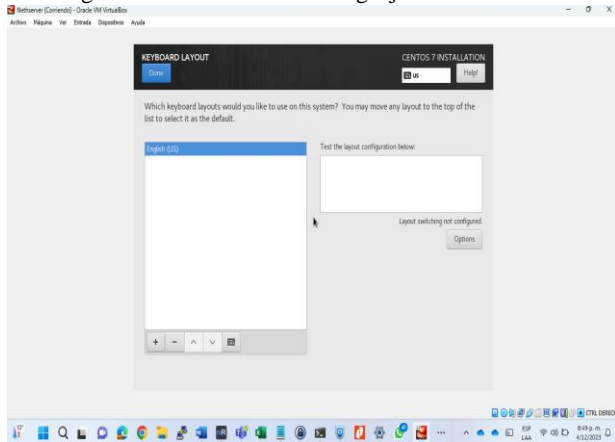 Nethserver [Corriendo] - Oracle VM VirtualBox
Archivo Máquina Ver Entrada Dispositivos Ayuda
KEYBOARD LAYOUT
CENTOS 7 INSTALLATION
Done
us
Help!
Which keyboard layouts would you like to use on this system? You may move any layout to the top of the
list to select it as the default.
English (US)
Test the layout configuration below:
Layout switching not configured.
Options
CTRL DERECH
12°
ESP
LAA
8:49 p. m.
4/12/2023